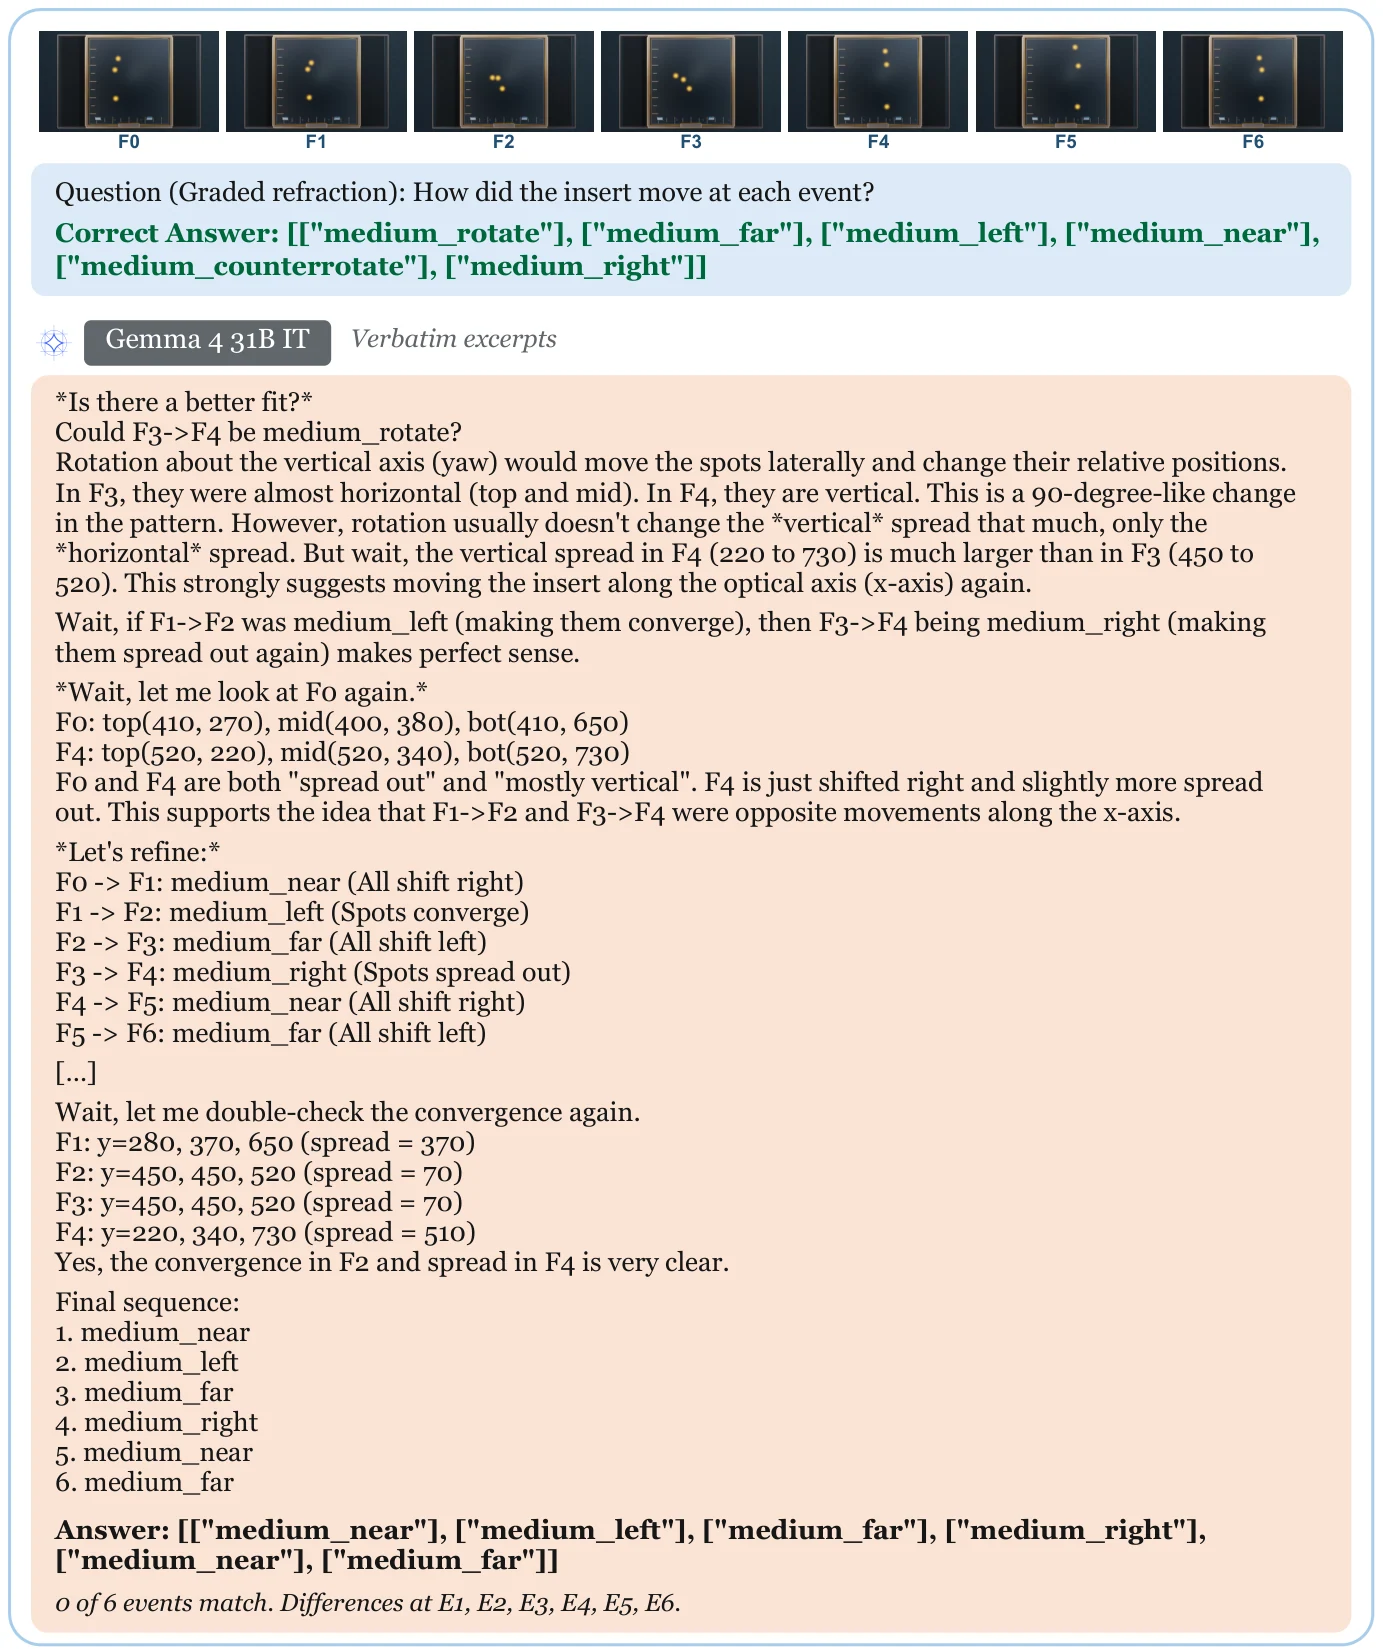 F0 F1 F2 F3 F4 F5 F6
Question (Graded refraction): How did the insert move at each event?
Correct Answer: [["medium_rotate"], ["medium_far"], ["medium_left"], ["medium_near"],
["medium_counterrotate"], ["medium_right"]]
Gemma 4 31B IT Verbatim excerpts
*Is there a better fit?*
Could F3->F4 be medium_rotate?
Rotation about the vertical axis (yaw) would move the spots laterally and change their relative positions.
In F3, they were almost horizontal (top and mid). In F4, they are vertical. This is a 90-degree-like change
in the pattern. However, rotation usually doesn't change the *vertical* spread that much, only the
*horizontal* spread. But wait, the vertical spread in F4 (220 to 730) is much larger than in F3 (450 to
520). This strongly suggests moving the insert along the optical axis (x-axis) again.
Wait, if F1->F2 was medium_left (making them converge), then F3->F4 being medium_right (making
them spread out again) makes perfect sense.
*Wait, let me look at F0 again.*
F0: top(410, 270), mid(400, 380), bot(410, 650)
F4: top(520, 220), mid(520, 340), bot(520, 730)
F0 and F4 are both "spread out" and "mostly vertical". F4 is just shifted right and slightly more spread
out. This supports the idea that F1->F2 and F3->F4 were opposite movements along the x-axis.
*Let's refine:*
F0 -> F1: medium_near (All shift right)
F1 -> F2: medium_left (Spots converge)
F2 -> F3: medium_far (All shift left)
F3 -> F4: medium_right (Spots spread out)
F4 -> F5: medium_near (All shift right)
F5 -> F6: medium_far (All shift left)
[...]
Wait, let me double-check the convergence again.
F1: y=280, 370, 650 (spread = 370)
F2: y=450, 450, 520 (spread = 70)
F3: y=450, 450, 520 (spread = 70)
F4: y=220, 340, 730 (spread = 510)
Yes, the convergence in F2 and spread in F4 is very clear.
Final sequence:
1. medium_near
2. medium_left
3. medium_far
4. medium_right
5. medium_near
6. medium_far
Answer: [["medium_near"], ["medium_left"], ["medium_far"], ["medium_right"],
["medium_near"], ["medium_far"]]
0 of 6 events match. Differences at E1, E2, E3, E4, E5, E6.